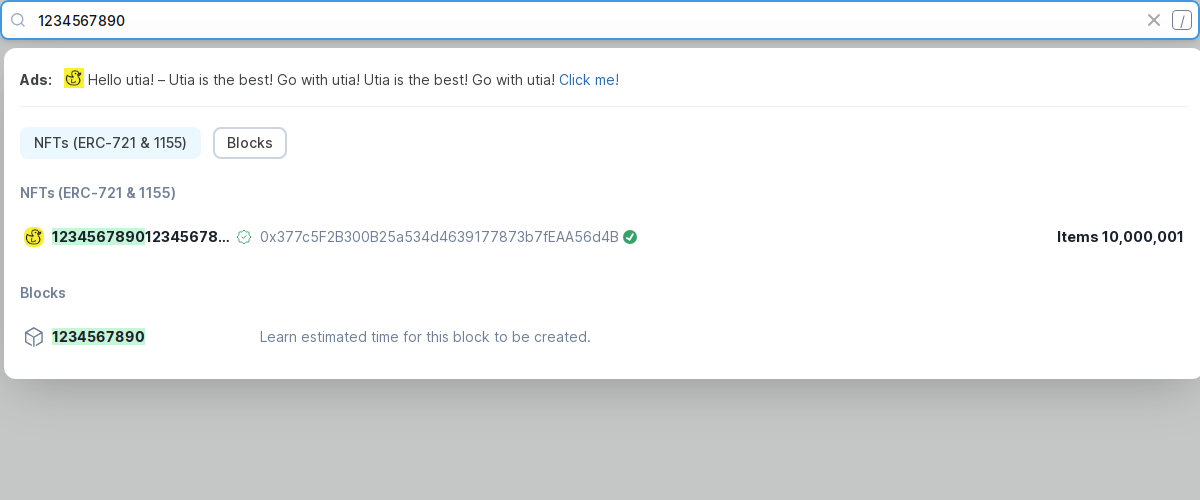 1234567890 /
Ads: Hello utia! – Utia is the best! Go with utia! Utia is the best! Go with utia! Click me!
NFTs (ERC-721 & 1155) Blocks
NFTs (ERC-721 & 1155)
123456789012345678... 0x377c5F2B300B25a534d4639177873b7fEAA56d4B Items 10,000,001
Blocks
1234567890 Learn estimated time for this block to be created.